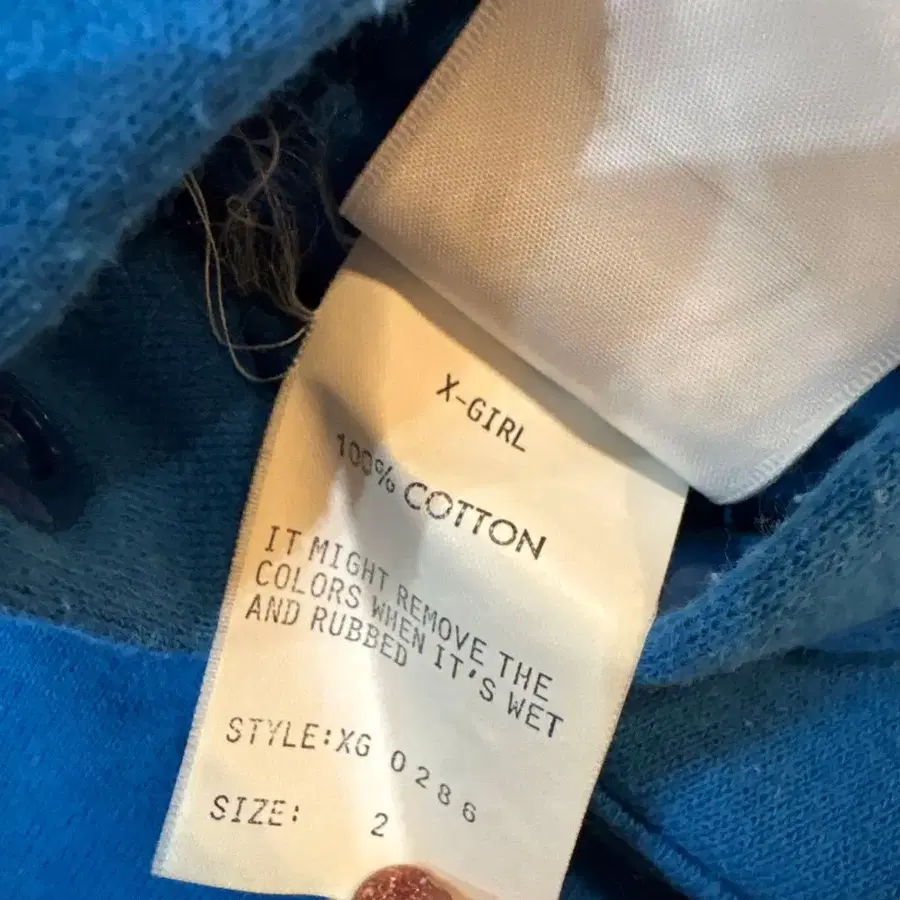 X-GIRL
100% COTTON
IT MIGHT REMOVE THE
COLORS WHEN IT'S WET
AND RUBBED
STYLE:XG 0286
SIZE: 2